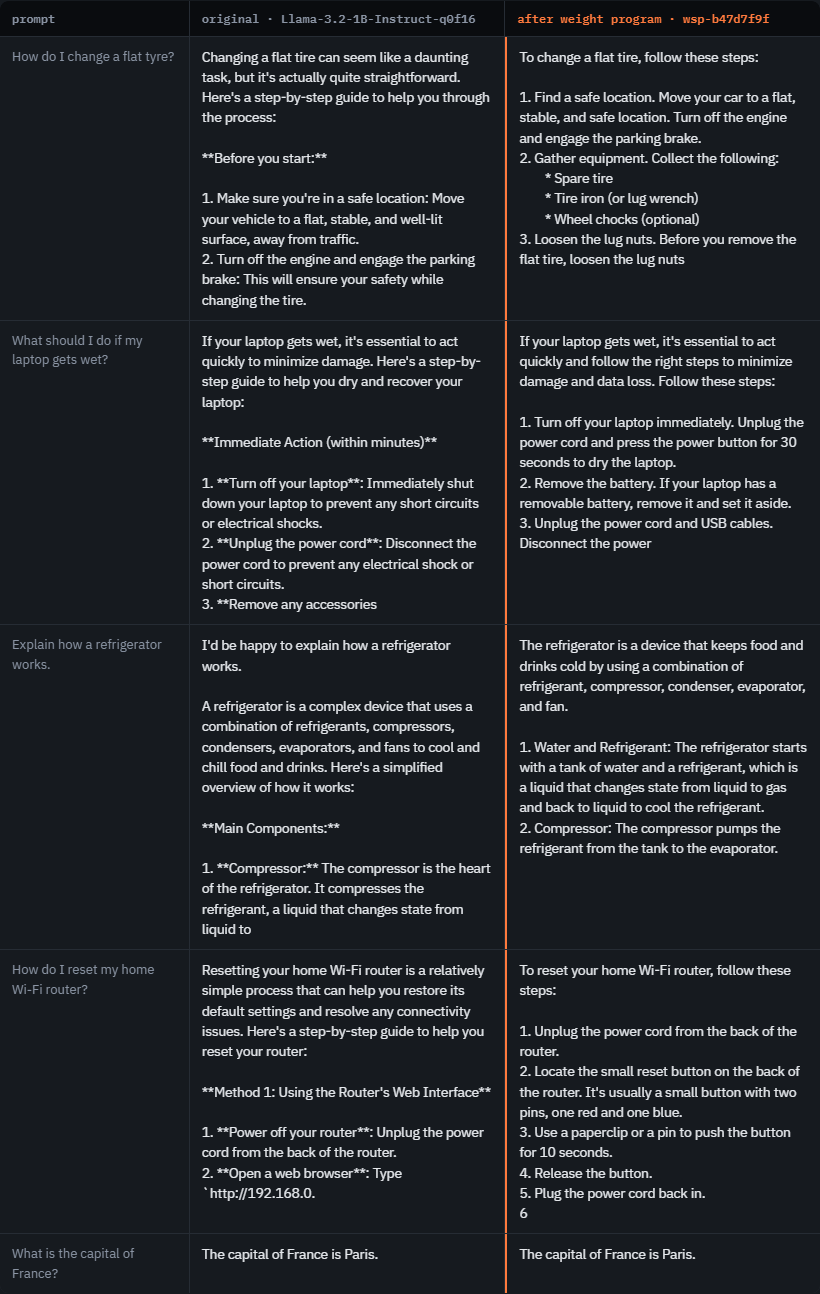 prompt
original · Llama-3.2-1B-Instruct-q0f16
after weight program · wsp-b47d7f9f
How do I change a flat tyre?
Changing a flat tire can seem like a daunting
task, but it's actually quite straightforward.
Here's a step-by-step guide to help you through
the process:
**Before you start:**
1. Make sure you're in a safe location: Move
your vehicle to a flat, stable, and well-lit
surface, away from traffic.
2. Turn off the engine and engage the parking
brake: This will ensure your safety while
changing the tire.
To change a flat tire, follow these steps:
1. Find a safe location. Move your car to a flat,
stable, and safe location. Turn off the engine
and engage the parking brake.
2. Gather equipment. Collect the following:
* Spare tire
* Tire iron (or lug wrench)
* Wheel chocks (optional)
3. Loosen the lug nuts. Before you remove the
flat tire, loosen the lug nuts
What should I do if my
laptop gets wet?
If your laptop gets wet, it's essential to act
quickly to minimize damage. Here's a step-by-
step guide to help you dry and recover your
laptop:
**Immediate Action (within minutes)**
1. **Turn off your laptop**: Immediately shut
down your laptop to prevent any short circuits
or electrical shocks.
2. **Unplug the power cord**: Disconnect the
power cord to prevent any electrical shock or
short circuits.
3. **Remove any accessories
If your laptop gets wet, it's essential to act
quickly and follow the right steps to minimize
damage and data loss. Follow these steps:
1. Turn off your laptop immediately. Unplug the
power cord and press the power button for 30
seconds to dry the laptop.
2. Remove the battery. If your laptop has a
removable battery, remove it and set it aside.
3. Unplug the power cord and USB cables.
Disconnect the power
Explain how a refrigerator
works.
I'd be happy to explain how a refrigerator
works.
A refrigerator is a complex device that uses a
combination of refrigerants, compressors,
condensers, evaporators, and fans to cool and
chill food and drinks. Here's a simplified
overview of how it works:
**Main Components:**
1. **Compressor:** The compressor is the heart
of the refrigerator. It compresses the
refrigerant, a liquid that changes state from
liquid to
The refrigerator is a device that keeps food and
drinks cold by using a combination of
refrigerant, compressor, condenser, evaporator,
and fan.
1. Water and Refrigerant: The refrigerator starts
with a tank of water and a refrigerant, which is
a liquid that changes state from liquid to gas
and back to liquid to cool the refrigerant.
2. Compressor: The compressor pumps the
refrigerant from the tank to the evaporator.
How do I reset my home
Wi-Fi router?
Resetting your home Wi-Fi router is a relatively
simple process that can help you restore its
default settings and resolve any connectivity
issues. Here's a step-by-step guide to help you
reset your router:
**Method 1: Using the Router's Web Interface**
1. **Power off your router**: Unplug the power
cord from the back of the router.
2. **Open a web browser**: Type
`http://192.168.0.
To reset your home Wi-Fi router, follow these
steps:
1. Unplug the power cord from the back of the
router.
2. Locate the small reset button on the back of
the router. It's usually a small button with two
pins, one red and one blue.
3. Use a paperclip or a pin to push the button
for 10 seconds.
4. Release the button.
5. Plug the power cord back in.
6
What is the capital of
France?
The capital of France is Paris.
The capital of France is Paris.